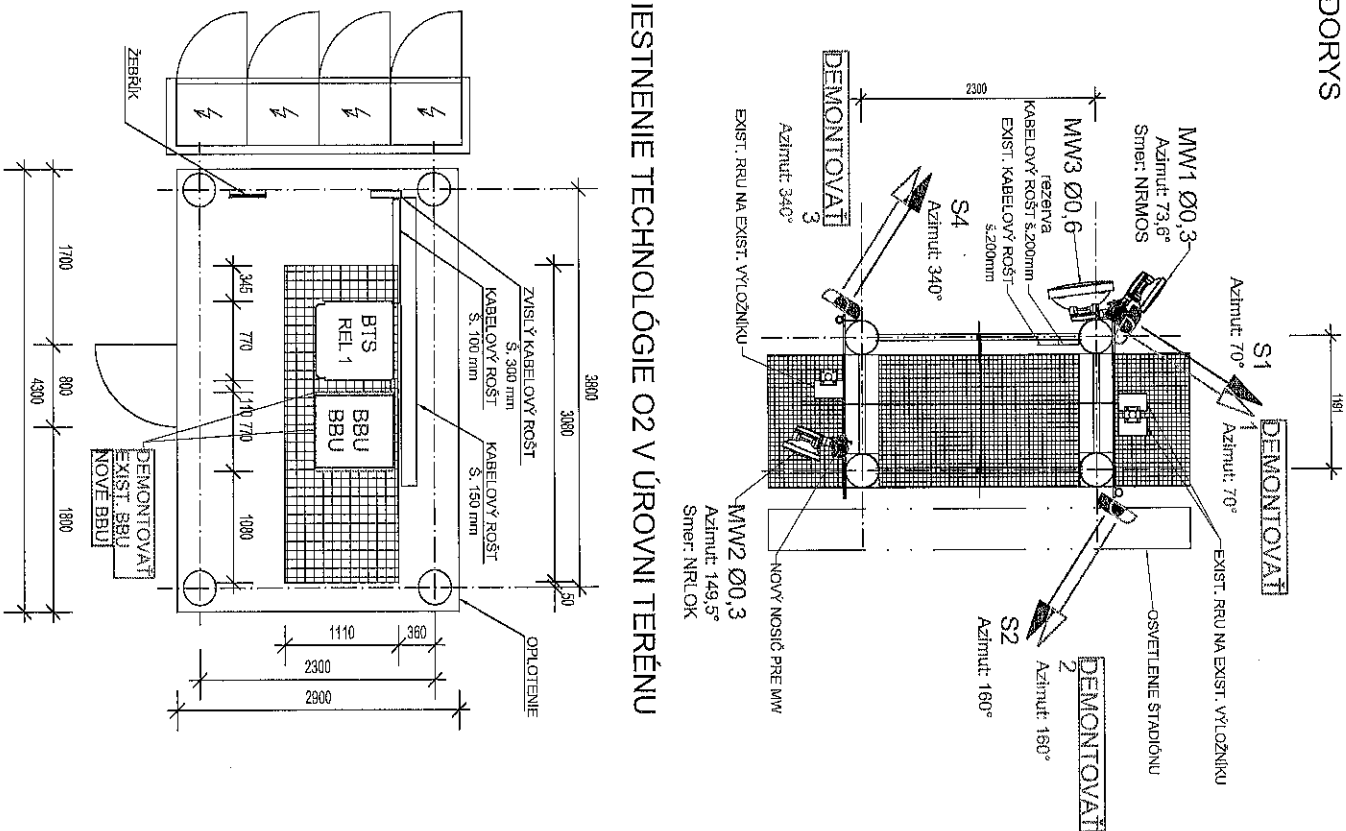 DORYS
S1
Azimut: 70°
DEMONTOVAŤ
1
Azimut: 70°
1191
EXIST. RRU NA EXIST. VÝLOŽNÍKU
MW1 Ø0,3
Azimut: 73,6°
Smer: NRMOS
OSVETLENIE ŠTADIÓNU
MW3 Ø0,6
rezerva
KABELOVÝ ROŠT š.200mm
EXIST. KABELOVÝ ROŠT
š.200mm
2300
S2
Azimut: 160°
DEMONTOVAŤ
2
Azimut: 160°
S4
Azimut: 340°
DEMONTOVAŤ
3
Azimut: 340°
EXIST. RRU NA EXIST. VÝLOŽNÍKU
NOVÝ NOSIČ PRE MW
MW2 Ø0,3
Azimut: 149,5°
Smer: NRLOK
IESTNENIE TECHNOLÓGIE O2 V ÚROVNI TERÉNU
3800
3080
50
OPLOTENIE
ZVISLÝ KABELOVÝ ROŠT
Š. 300 mm
KABELOVÝ ROŠT
Š. 100 mm
KABELOVÝ ROŠT
Š. 150 mm
360
1110
2300
2900
BTS
REL 1
BBU
BBU
345
770
110
770
1080
ŽEBRÍK
DEMONTOVAŤ
EXIST. BBU
NOVÉ BBU
1700
800
1800
4300